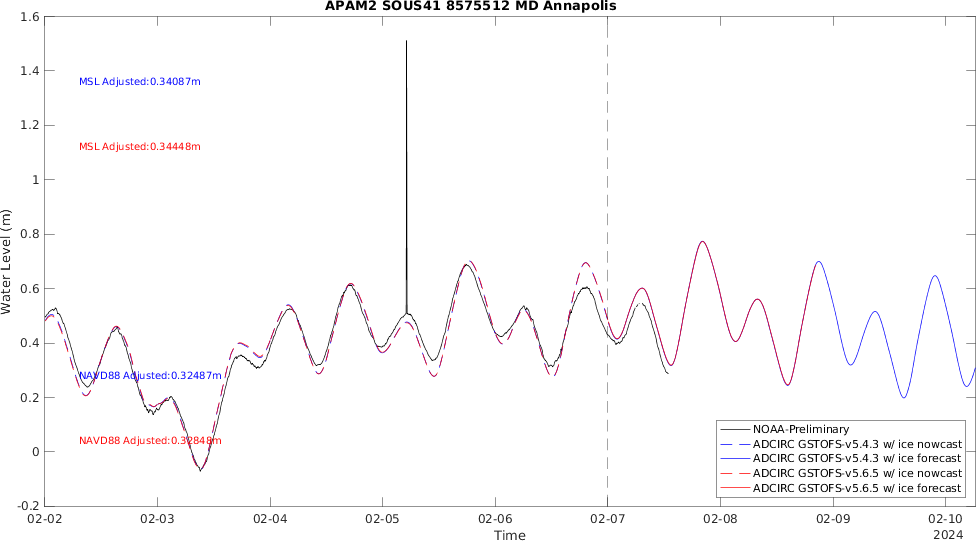 APAM2 SOUS41 8575512 MD Annapolis
1.6
1.4
1.2
1
0.8
0.6
0.4
0.2
0
-0.2
Water Level (m)
MSL Adjusted:0.34087m
MSL Adjusted:0.34448m
NAVD88 Adjusted:0.32487m
NAVD88 Adjusted:0.32848m
NOAA-Preliminary
ADCIRC GSTOFS-v5.4.3 w/ ice nowcast
ADCIRC GSTOFS-v5.4.3 w/ ice forecast
ADCIRC GSTOFS-v5.6.5 w/ ice nowcast
ADCIRC GSTOFS-v5.6.5 w/ ice forecast
02-02 02-03 02-04 02-05 02-06 02-07 02-08 02-09 02-10
Time
2024